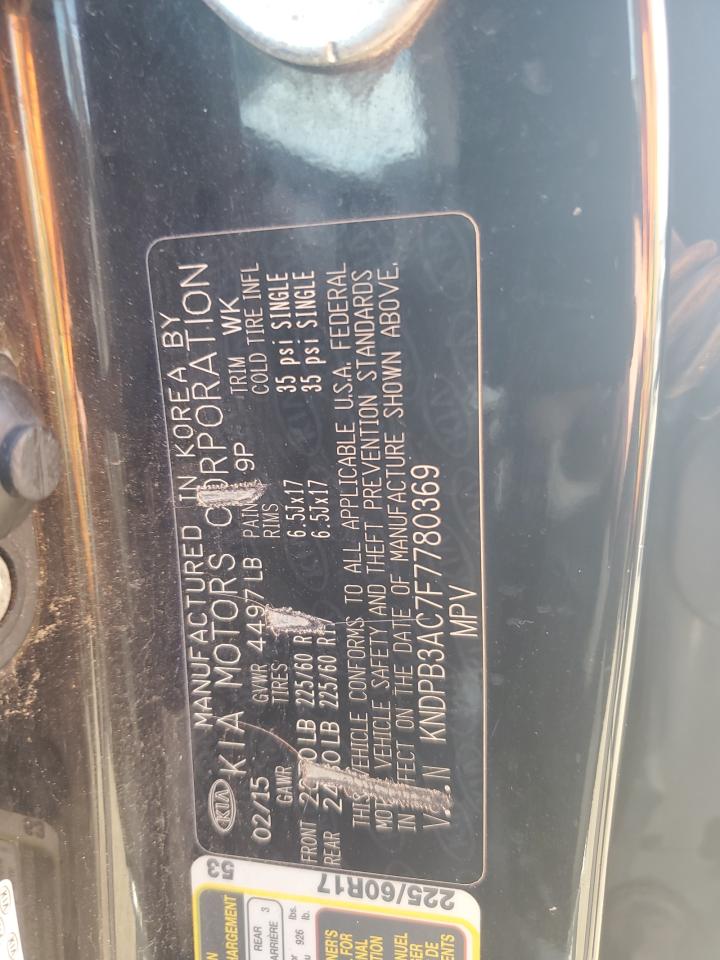 MANUFACTURED IN KOREA BY
KIA KIA MOTORS CORPORATION
02/15 GVWR 4497LB PAINT 9P TRIM WK
GAWR TIRES RIMS COLD TIRE INFL
FRONT LB 225/60 6.5Jx17 35 psi SINGLE
REAR LB 225/60 6.5Jx17 35 psi SINGLE
THIS VEHICLE CONFORMS TO ALL APPLICABLE U.S.A. FEDERAL
MOTOR VEHICLE SAFETY AND THEFT PREVENTION STANDARDS
IN EFFECT ON THE DATE OF MANUFACTURE SHOWN ABOVE.
V.I.N KNDPB3AC7F7780369
MPV
225/60R17
53
REAR 3
926 lb.